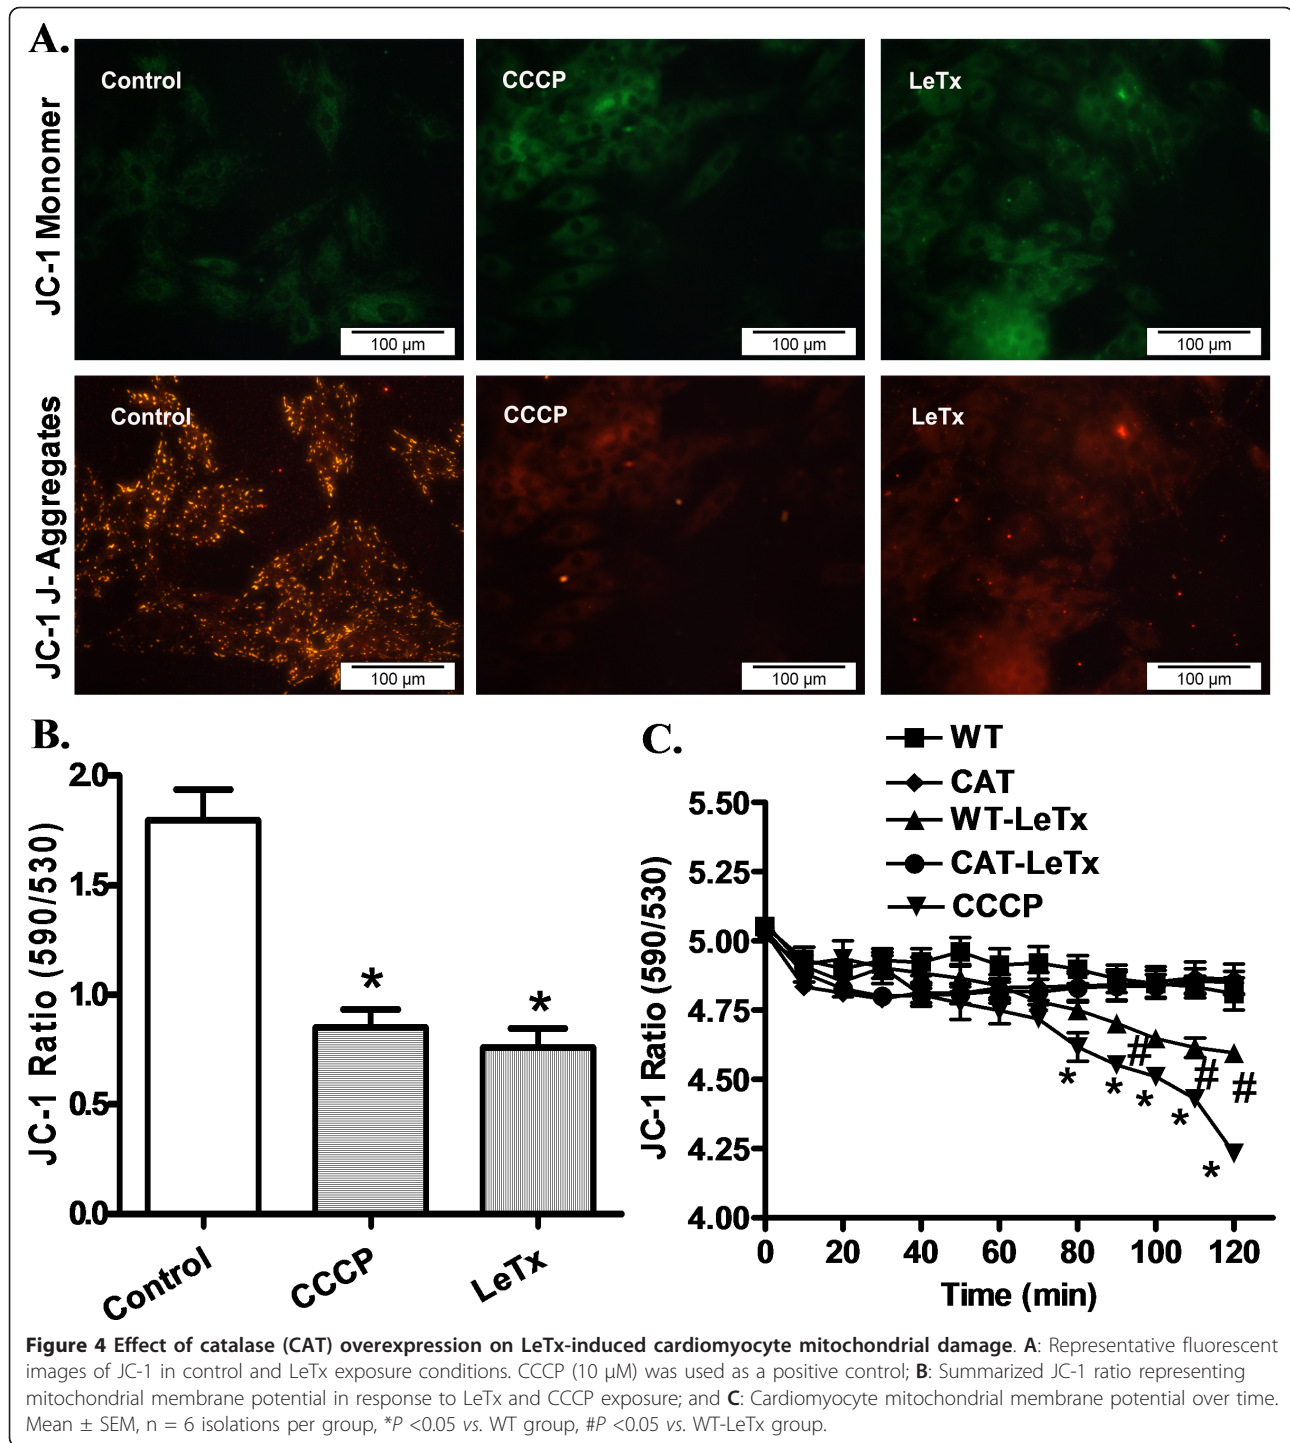 A.
JC-1 Monomer
Control
CCCP
LeTx
100 µm
100 µm
100 µm
JC-1 J- Aggregates
Control
CCCP
LeTx
100 µm
100 µm
100 µm
B.
JC-1 Ratio (590/530)
2.0
1.5
1.0
0.5
0.0
*
*
Control
CCCP
LeTx
C.
WT
CAT
WT-LeTx
CAT-LeTx
CCCP
JC-1 Ratio (590/530)
5.50
5.25
5.00
4.75
4.50
4.25
4.00
# # #
* * * * *
0 20 40 60 80 100 120
Time (min)
Figure 4 Effect of catalase (CAT) overexpression on LeTx-induced cardiomyocyte mitochondrial damage. A: Representative fluorescent
images of JC-1 in control and LeTx exposure conditions. CCCP (10 µM) was used as a positive control; B: Summarized JC-1 ratio representing
mitochondrial membrane potential in response to LeTx and CCCP exposure; and C: Cardiomyocyte mitochondrial membrane potential over time.
Mean ± SEM, n = 6 isolations per group, *P <0.05 vs. WT group, #P <0.05 vs. WT-LeTx group.